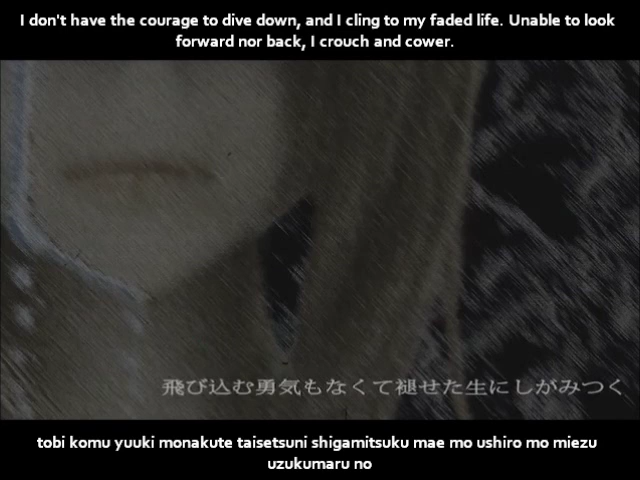 I don't have the courage to dive down, and I cling to my faded life. Unable to look
forward nor back, I crouch and cower.
飛び込む勇気もなくて褪せた生にしがみつく
tobi komu yuuki monakute taisetsuni shigamitsuku mae mo ushiro mo miezu
uzukumaru no